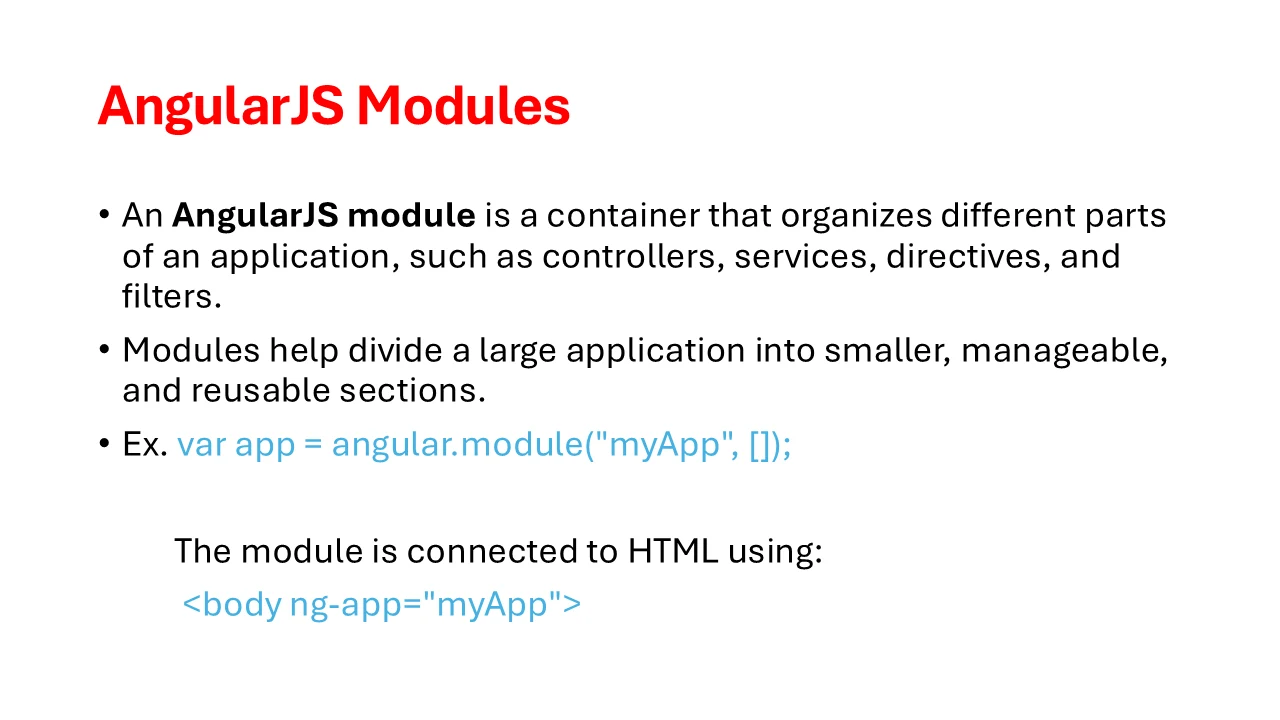 AngularJS Modules
• An AngularJS module is a container that organizes different parts
of an application, such as controllers, services, directives, and
filters.
• Modules help divide a large application into smaller, manageable,
and reusable sections.
• Ex. var app = angular.module("myApp", []);
The module is connected to HTML using:
<body ng-app="myApp">